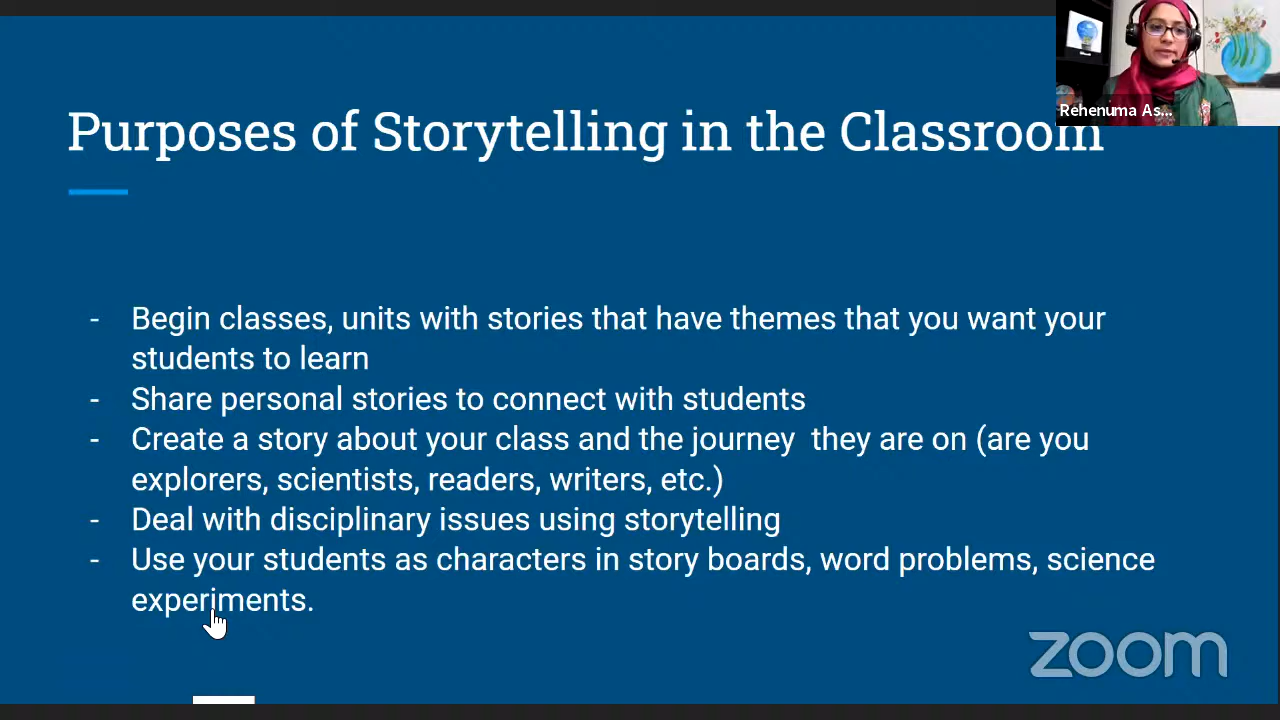 Rehenuma As...
Purposes of Storytelling in the Classroom
- Begin classes, units with stories that have themes that you want your
students to learn
- Share personal stories to connect with students
- Create a story about your class and the journey  they are on (are you
explorers, scientists, readers, writers, etc.)
- Deal with disciplinary issues using storytelling
- Use your students as characters in story boards, word problems, science
experiments.
zoom